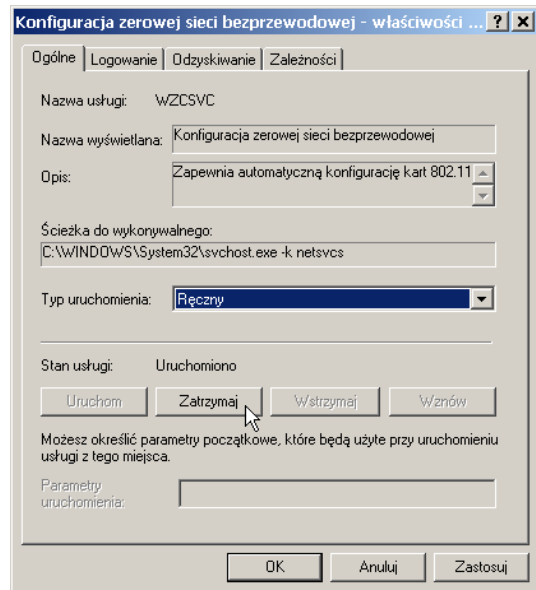 Konfiguracja zerowej sieci bezprzewodowej - właściwości ...
Ogólne Logowanie Odzyskiwanie Zależności
Nazwa usługi: WZCSVC
Nazwa wyświetlana: Konfiguracja zerowej sieci bezprzewodowej
Opis: Zapewnia automatyczną konfigurację kart 802.11
Ścieżka do wykonywalnego:
C:\WINDOWS\System32\svchost.exe -k netsvcs
Typ uruchomienia: Ręczny
Stan usługi: Uruchomiono
Uruchom Zatrzymaj Wstrzymaj Wznów
Możesz określić parametry początkowe, które będą użyte przy uruchomieniu
usługi z tego miejsca.
Parametry
uruchomienia:
OK Anuluj Zastosuj